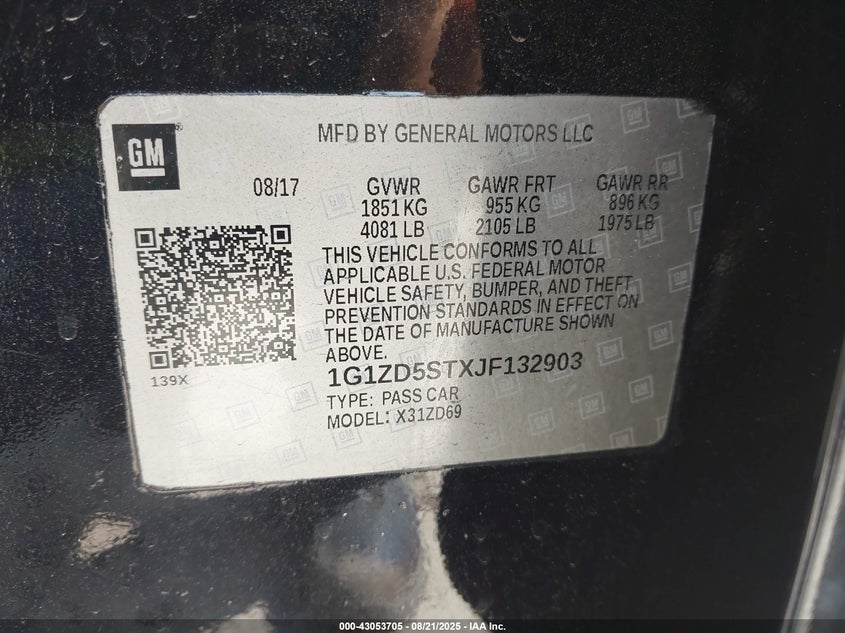 GM
MFD BY GENERAL MOTORS LLC
08/17 GVWR GAWR FRT GAWR RR
1851 KG 955 KG 896 KG
4081 LB 2105 LB 1975 LB
THIS VEHICLE CONFORMS TO ALL
APPLICABLE U.S. FEDERAL MOTOR
VEHICLE SAFETY, BUMPER, AND THEFT
PREVENTION STANDARDS IN EFFECT ON
THE DATE OF MANUFACTURE SHOWN
ABOVE.
139X
1G1ZD5STXJF132903
TYPE: PASS CAR
MODEL: X31ZD69
000-43053705 - 08/21/2025 - IAA Inc.